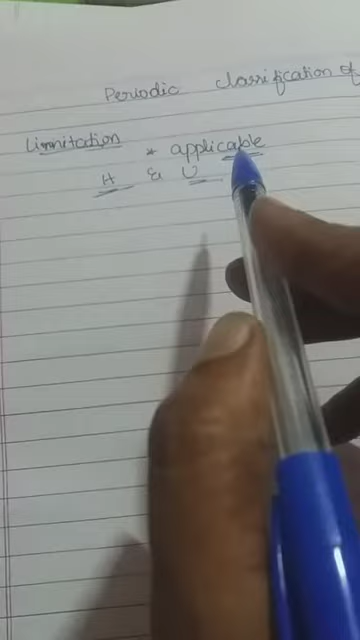 Periodic classification of
Limitation * applicable
H & U